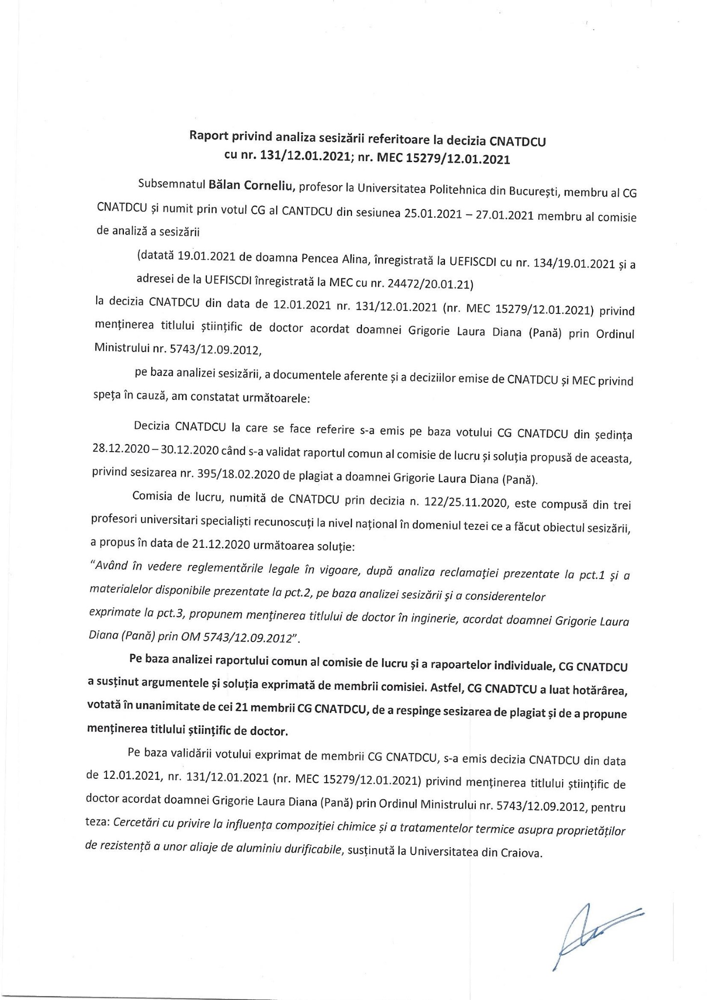 Raport privind analiza sesizării referitoare la decizia CNATDCU
cu nr. 131/12.01.2021; nr. MEC 15279/12.01.2021
Subsemnatul Bălan Corneliu, profesor la Universitatea Politehnica din București, membru al CG
CNATDCU și numit prin votul CG al CANTDCU din sesiunea 25.01.2021 – 27.01.2021 membru al comisie
de analiză a sesizării
(datată 19.01.2021 de doamna Pencea Alina, înregistrată la UEFISCDI cu nr. 134/19.01.2021 și a
adresei de la UEFISCDI înregistrată la MEC cu nr. 24472/20.01.21)
la decizia CNATDCU din data de 12.01.2021 nr. 131/12.01.2021 (nr. MEC 15279/12.01.2021) privind
menținerea titlului științific de doctor acordat doamnei Grigorie Laura Diana (Pană) prin Ordinul
Ministrului nr. 5743/12.09.2012,
pe baza analizei sesizării, a documentele aferente și a deciziilor emise de CNATDCU și MEC privind
speța în cauză, am constatat următoarele:
Decizia CNATDCU la care se face referire s-a emis pe baza votului CG CNATDCU din ședința
28.12.2020 – 30.12.2020 când s-a validat raportul comun al comisie de lucru și soluția propusă de aceasta,
privind sesizarea nr. 395/18.02.2020 de plagiat a doamnei Grigorie Laura Diana (Pană).
Comisia de lucru, numită de CNATDCU prin decizia n. 122/25.11.2020, este compusă din trei
profesori universitari specialiști recunoscuți la nivel național în domeniul tezei ce a făcut obiectul sesizării,
a propus în data de 21.12.2020 următoarea soluție:
“Având în vedere reglementările legale în vigoare, după analiza reclamaţiei prezentate la pct.1 şi a
materialelor disponibile prezentate la pct.2, pe baza analizei sesizării şi a considerentelor
exprimate la pct.3, propunem menţinerea titlului de doctor în inginerie, acordat doamnei Grigorie Laura
Diana (Pană) prin OM 5743/12.09.2012”.
Pe baza analizei raportului comun al comisie de lucru și a rapoartelor individuale, CG CNATDCU
a susținut argumentele și soluția exprimată de membrii comisiei. Astfel, CG CNADTCU a luat hotărârea,
votată în unanimitate de cei 21 membrii CG CNATDCU, de a respinge sesizarea de plagiat și de a propune
menținerea titlului științific de doctor.
Pe baza validării votului exprimat de membrii CG CNATDCU, s-a emis decizia CNATDCU din data
de 12.01.2021, nr. 131/12.01.2021 (nr. MEC 15279/12.01.2021) privind menținerea titlului științific de
doctor acordat doamnei Grigorie Laura Diana (Pană) prin Ordinul Ministrului nr. 5743/12.09.2012, pentru
teza: Cercetări cu privire la influența compoziției chimice și a tratamentelor termice asupra proprietăților
de rezistență a unor aliaje de aluminiu durificabile, susținută la Universitatea din Craiova.